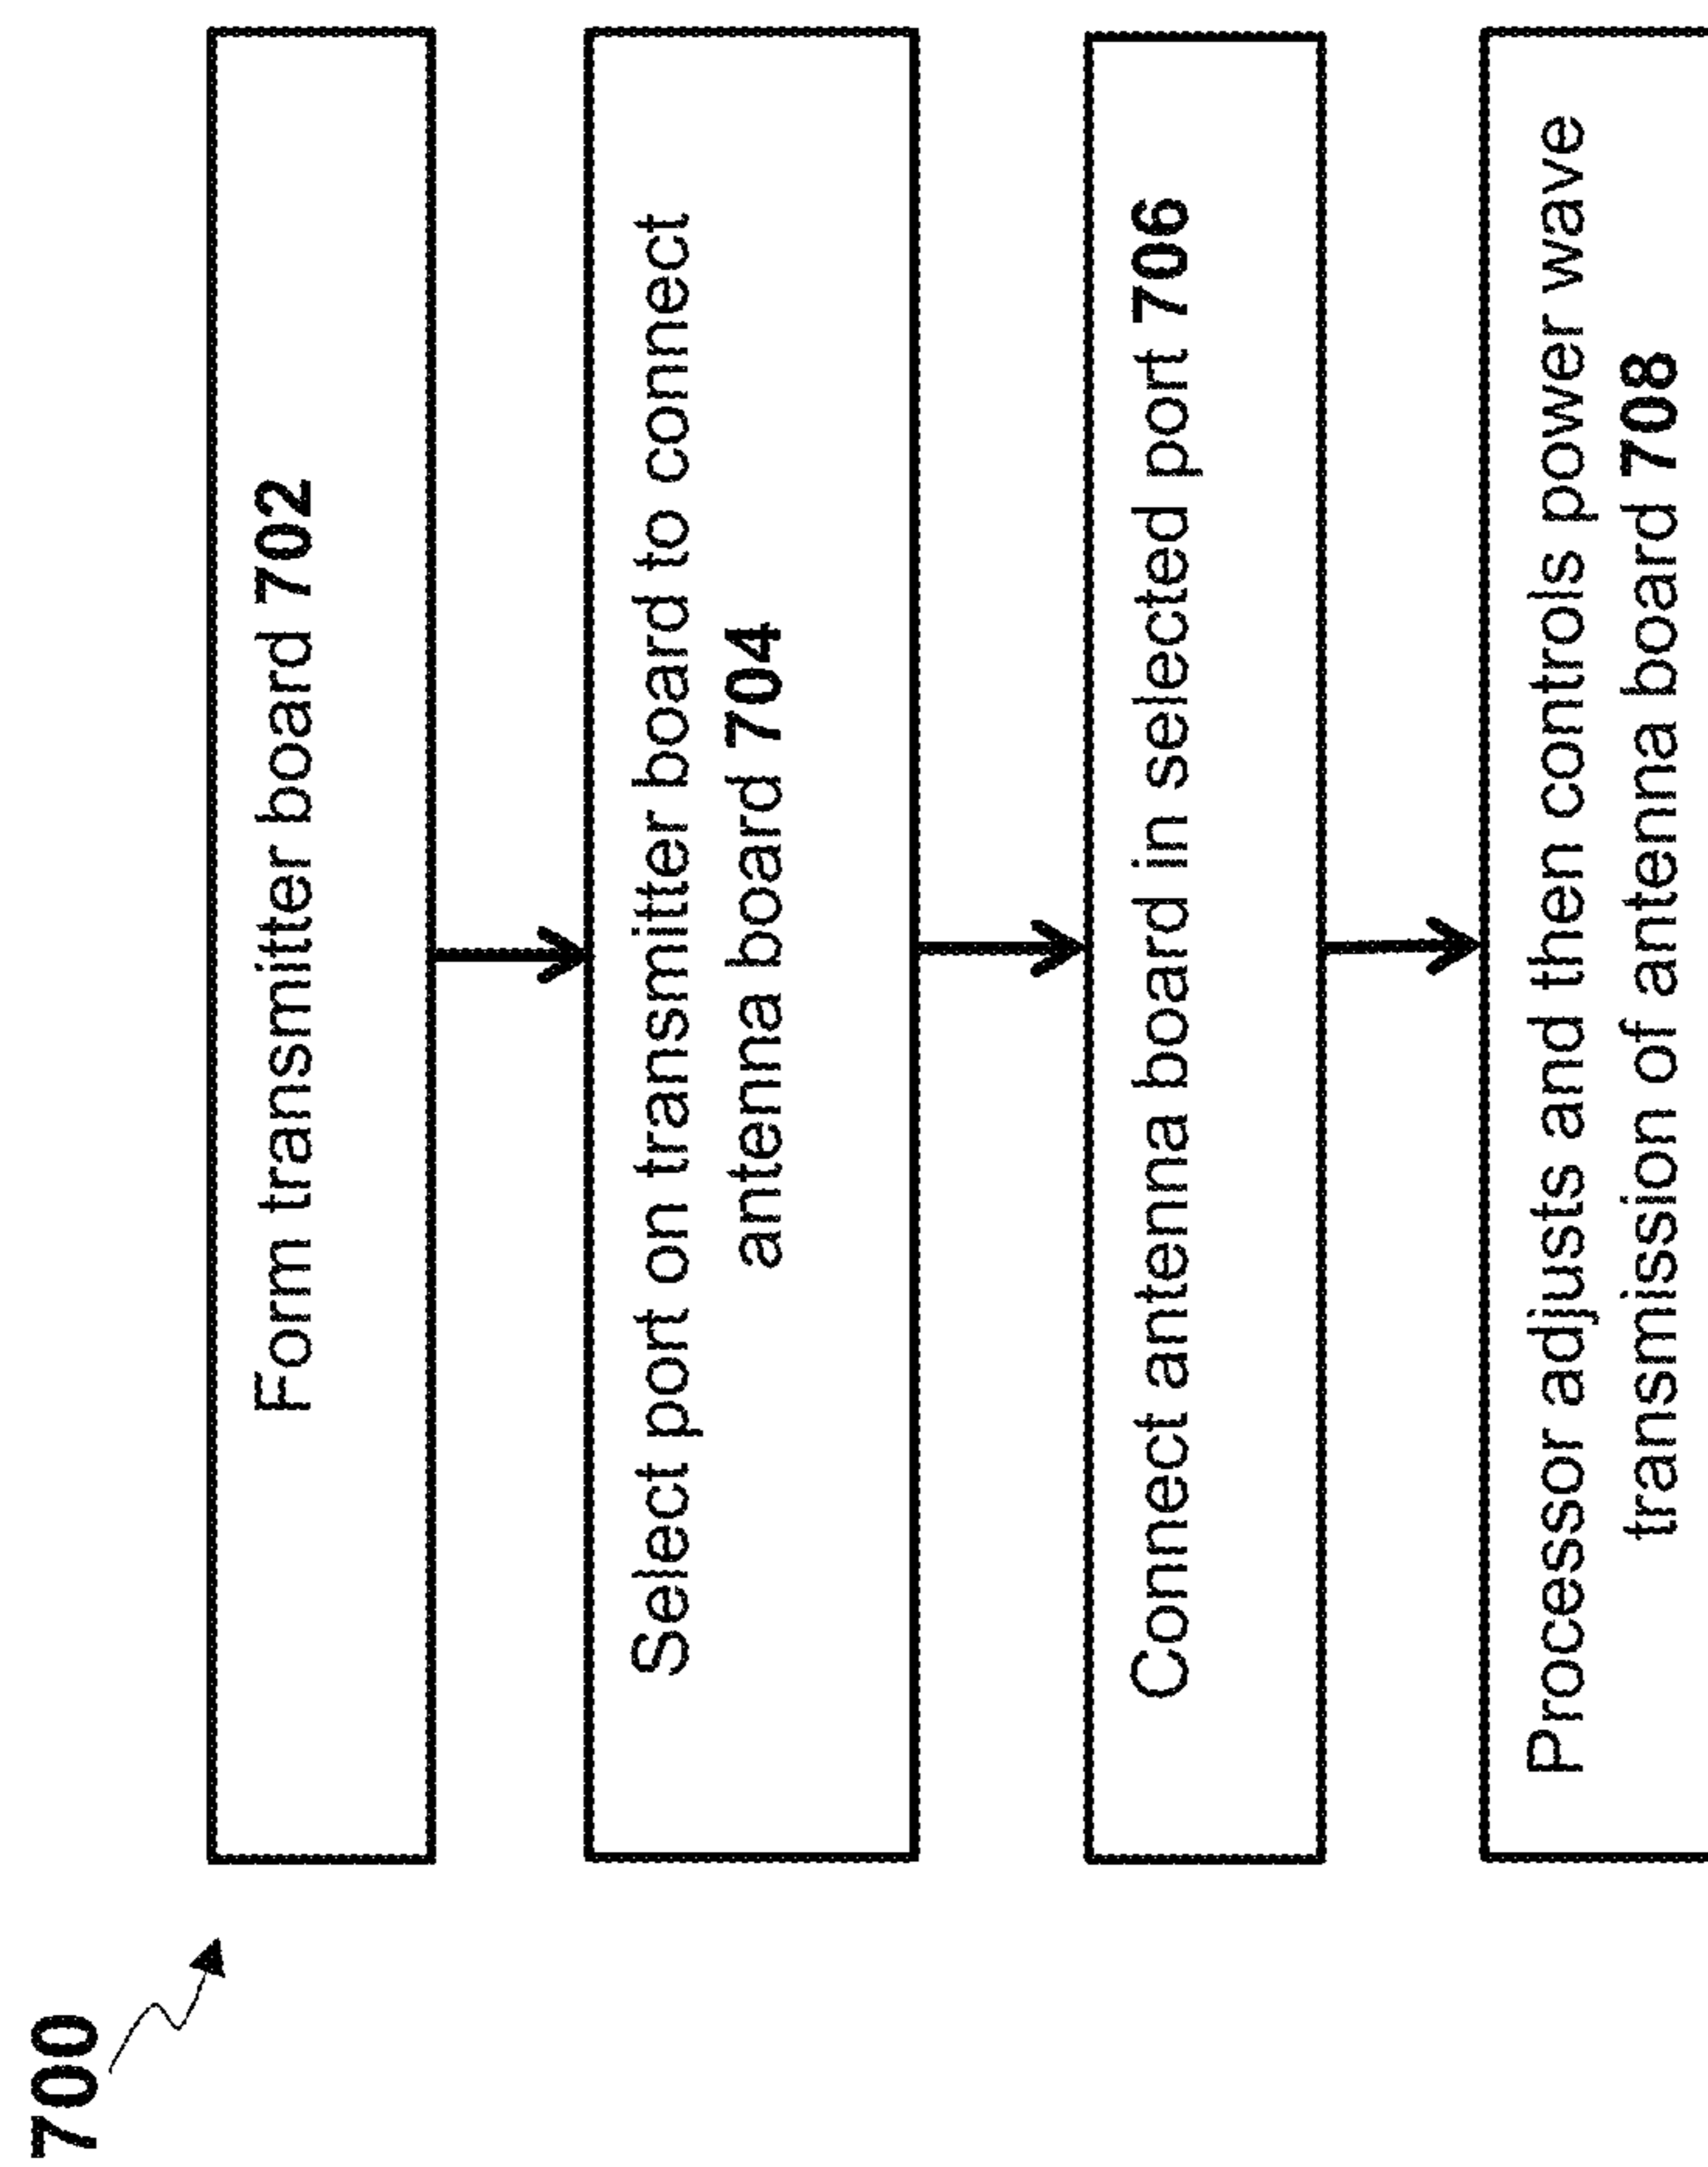 700
Form transmitter board 702
Select port on transmitter board to connect
antenna board 704
Connect antenna board in selected port 706
Processor adjusts and then controls power wave
transmission of antenna board 708